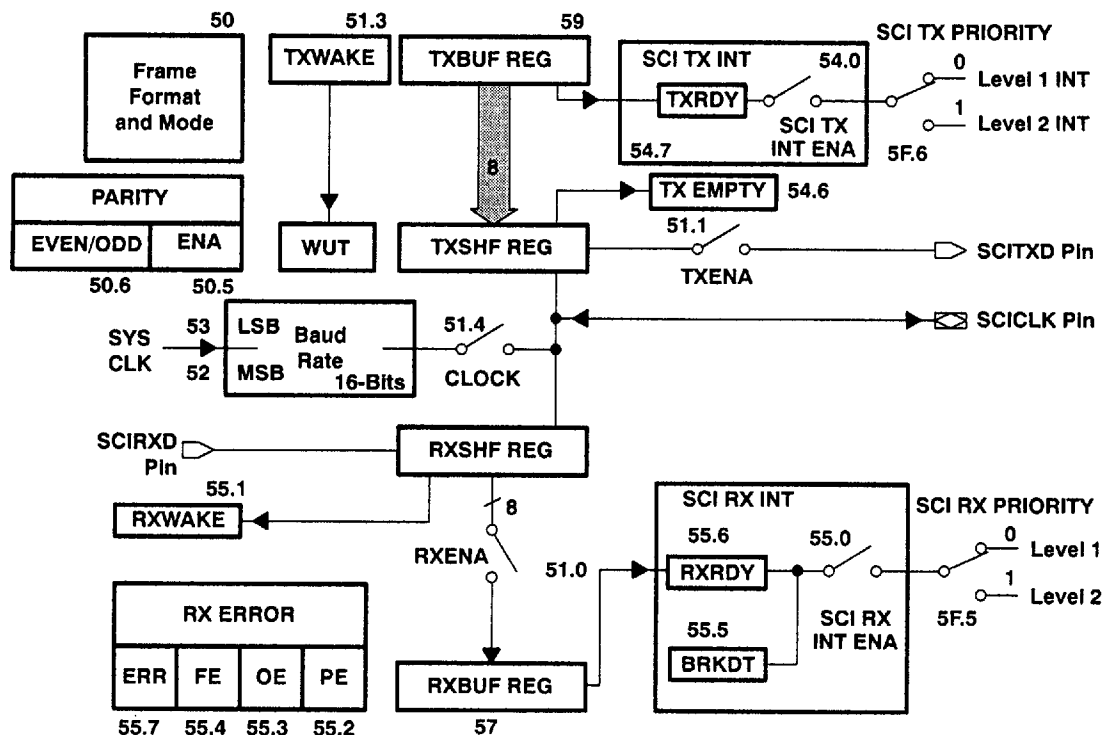 50
Frame
Format
and Mode
51.3
TXWAKE
59
TXBUF REG
SCI TX INT
54.0
TXRDY
SCI TX
INT ENA
54.7
SCI TX PRIORITY
0
Level 1 INT
1
Level 2 INT
5F.6
8
PARITY
EVEN/ODD
ENA
50.6
50.5
WUT
TXSHF REG
TX EMPTY
54.6
51.1
TXENA
SCITXD Pin
SYS
CLK
53
52
LSB
MSB
Baud
Rate
16-Bits
51.4
CLOCK
SCICLK Pin
SCIRXD
Pin
RXSHF REG
55.1
RXWAKE
8
RXENA
51.0
SCI RX INT
55.6
RXRDY
55.0
55.5
BRKDT
SCI RX
INT ENA
SCI RX PRIORITY
0
Level 1
1
Level 2
5F.5
RX ERROR
ERR
FE
OE
PE
55.7
55.4
55.3
55.2
RXBUF REG
57